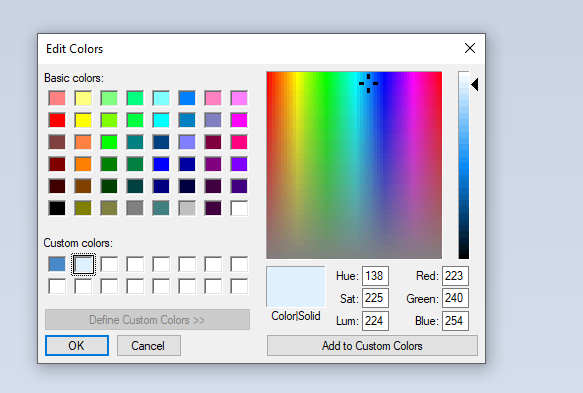 Edit Colors
Basic colors:
Custom colors:
Define Custom Colors >>
OK
Cancel
Color|Solid
Hue: 138
Sat: 225
Lum: 224
Red: 223
Green: 240
Blue: 254
Add to Custom Colors